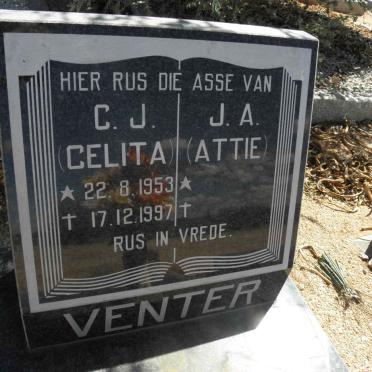 HIER RUS DIE ASSE VAN
C. J. J. A.
(CELITA) (ATTIE)
★ 22. 8. 1953 ★
† 17. 12. 1997 †
RUS IN VREDE.
VENTER